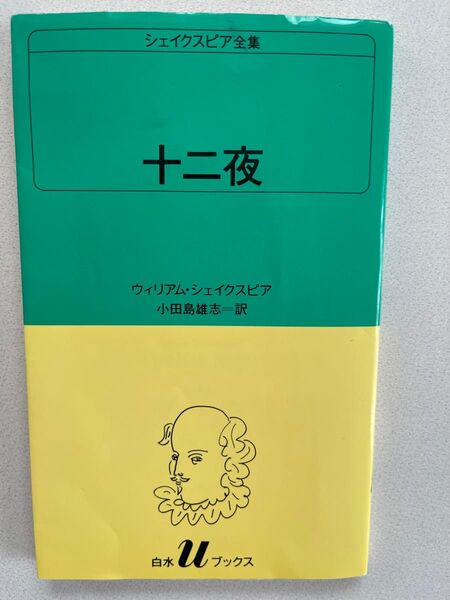 シェイクスピア全集
十二夜
ウィリアム・シェイクスピア
小田島雄志＝訳
白水uブックス